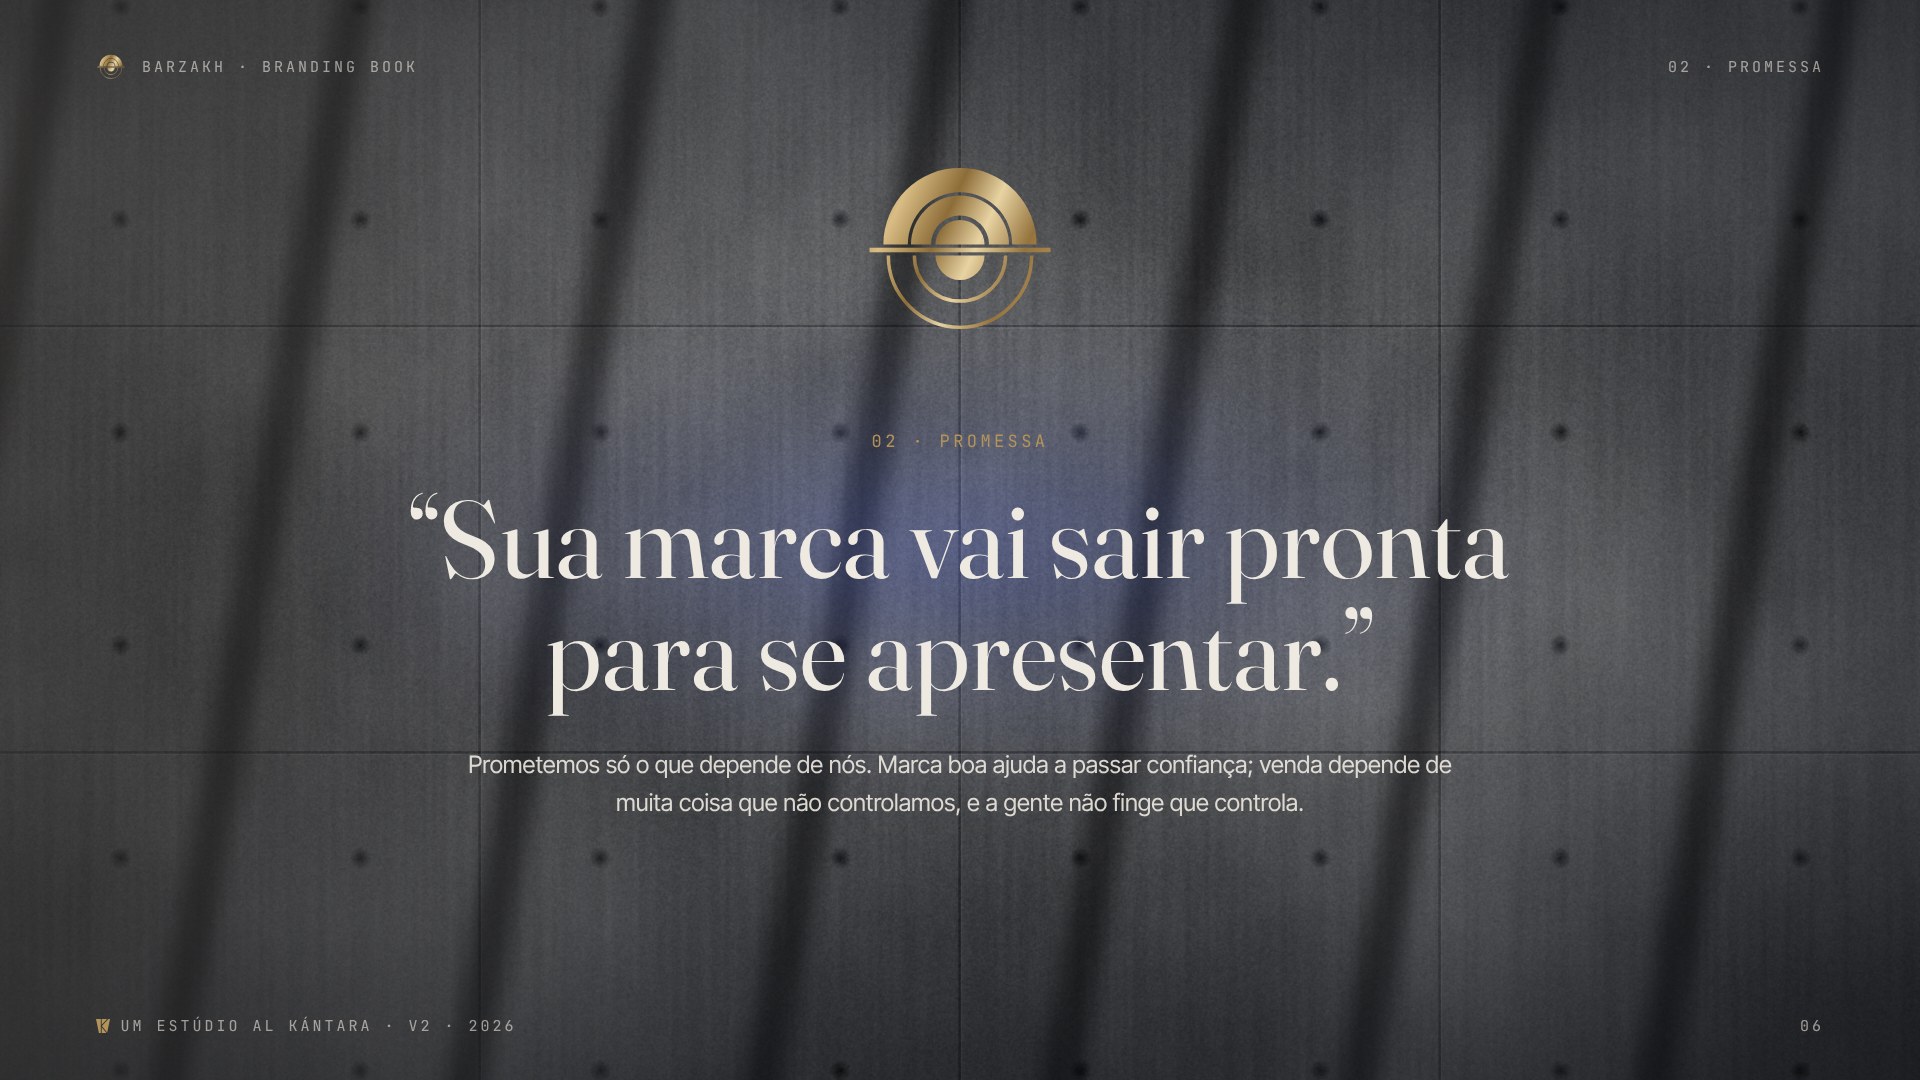 BARZAKH · BRANDING BOOK
02 · PROMESSA
02 · PROMESSA
“Sua marca vai sair pronta
para se apresentar.”
Prometemos só o que depende de nós. Marca boa ajuda a passar confiança; venda depende de
muita coisa que não controlamos, e a gente não finge que controla.
K UM ESTÚDIO AL KÁNTARA · V2 · 2026
06